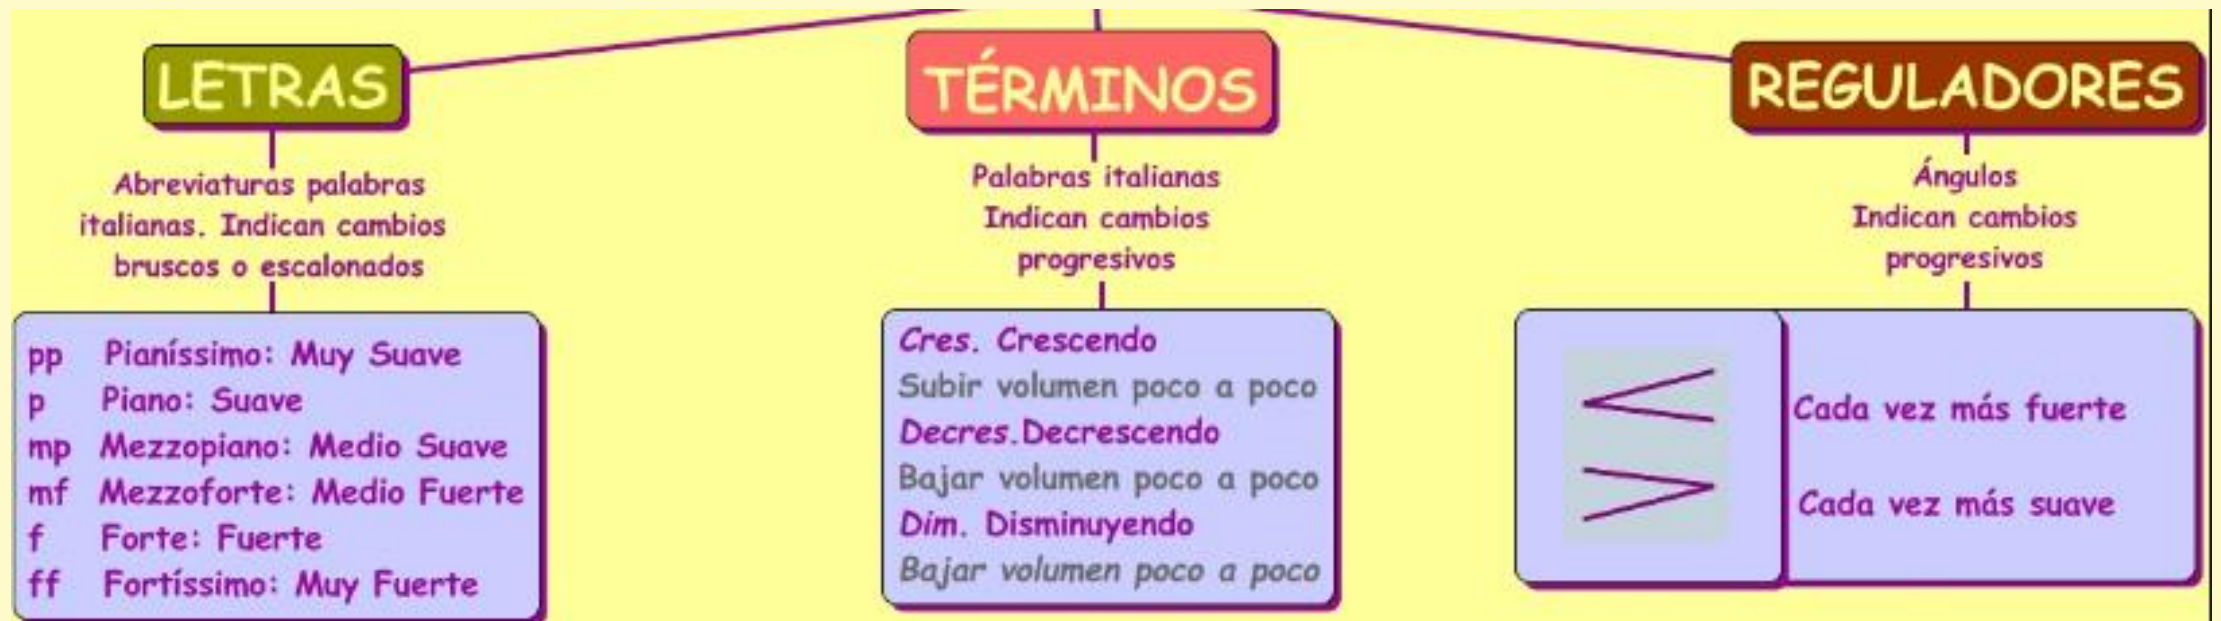 LETRAS
Abreviaturas palabras
italianas. Indican cambios
bruscos o escalonados
pp Pianíssimo: Muy Suave
p Piano: Suave
mp Mezzopiano: Medio Suave
mf Mezzoforte: Medio Fuerte
f Forte: Fuerte
ff Fortíssimo: Muy Fuerte
TÉRMINOS
Palabras italianas
Indican cambios
progresivos
Cres. Crescendo
Subir volumen poco a poco
Decres.Decrescendo
Bajar volumen poco a poco
Dim. Disminuyendo
Bajar volumen poco a poco
REGULADORES
Ángulos
Indican cambios
progresivos
Cada vez más fuerte
Cada vez más suave